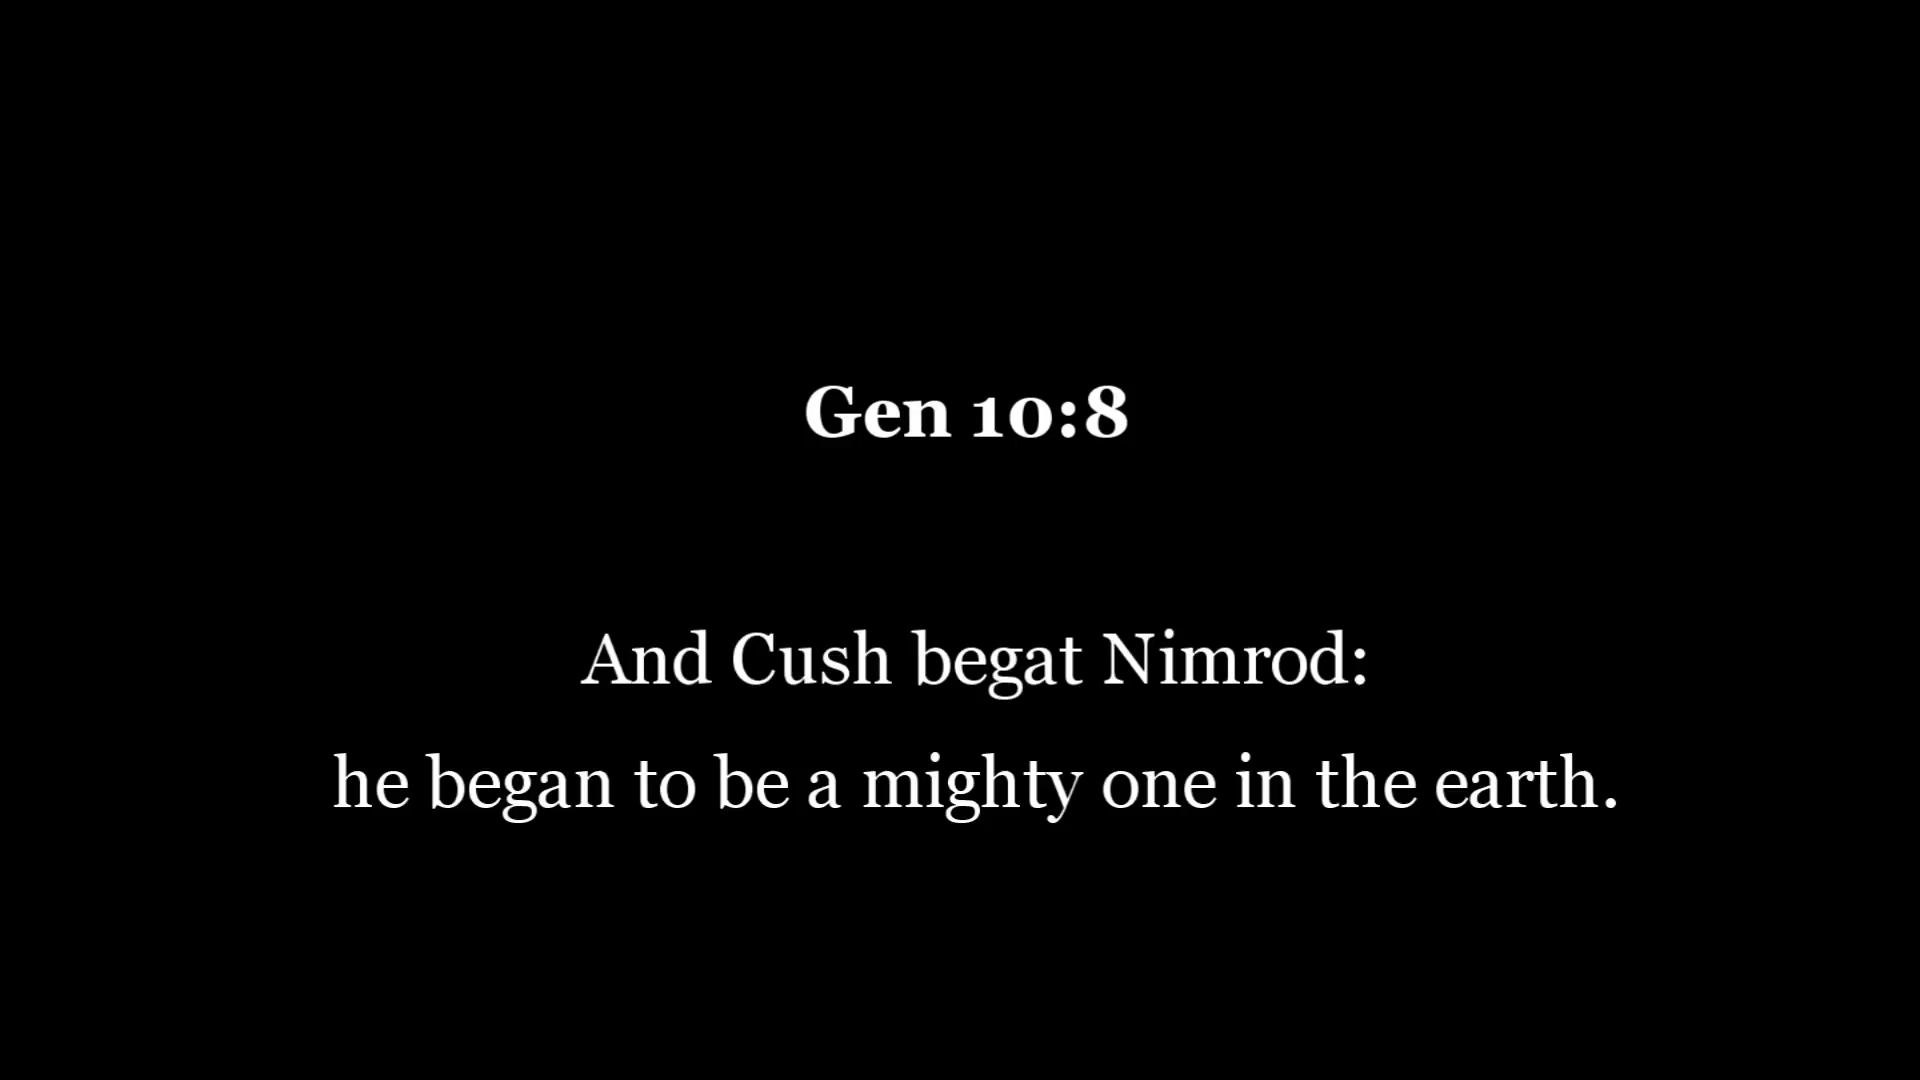 Gen 10:8
And Cush begat Nimrod:
he began to be a mighty one in the earth.